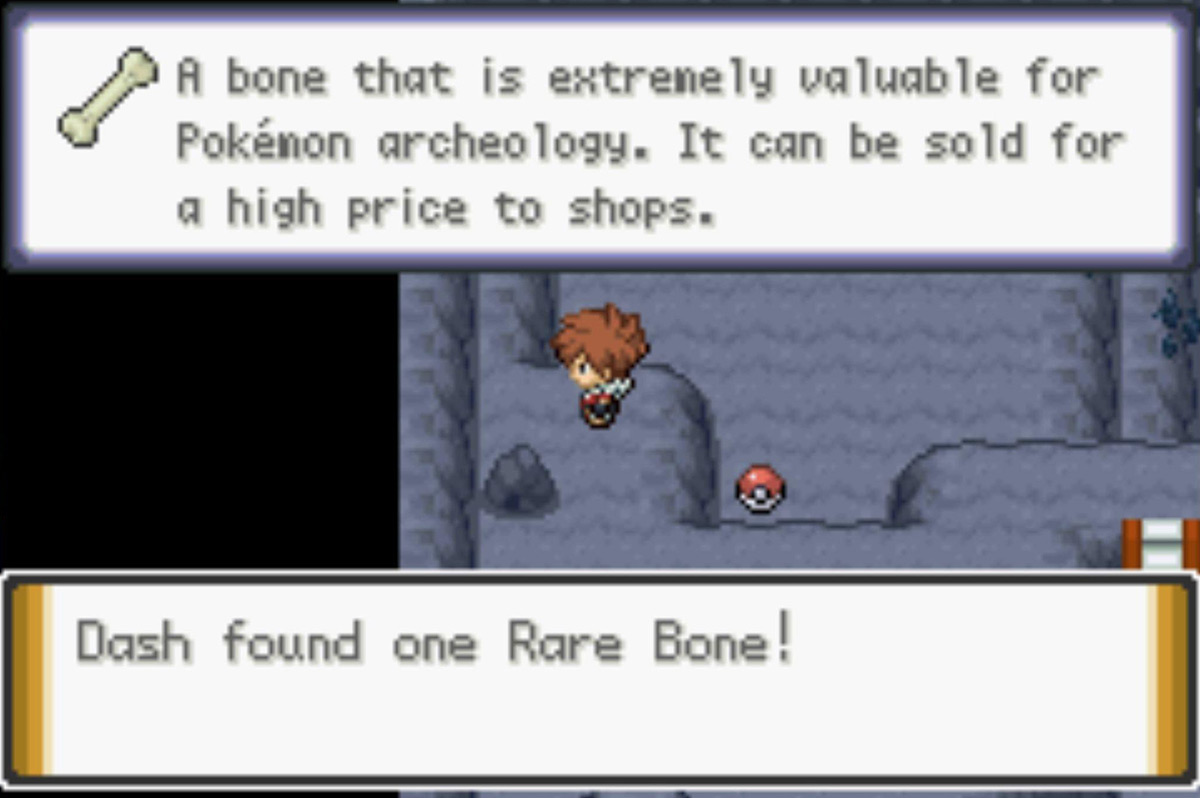 A bone that is extremely valuable for
Pokémon archeology. It can be sold for
a high price to shops.
Dash found one Rare Bone!